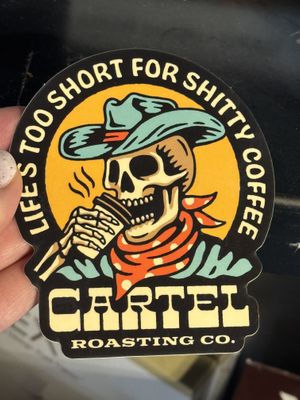 LIFE'S TOO SHORT FOR SHITTY COFFEE
CARTEL
ROASTING CO.